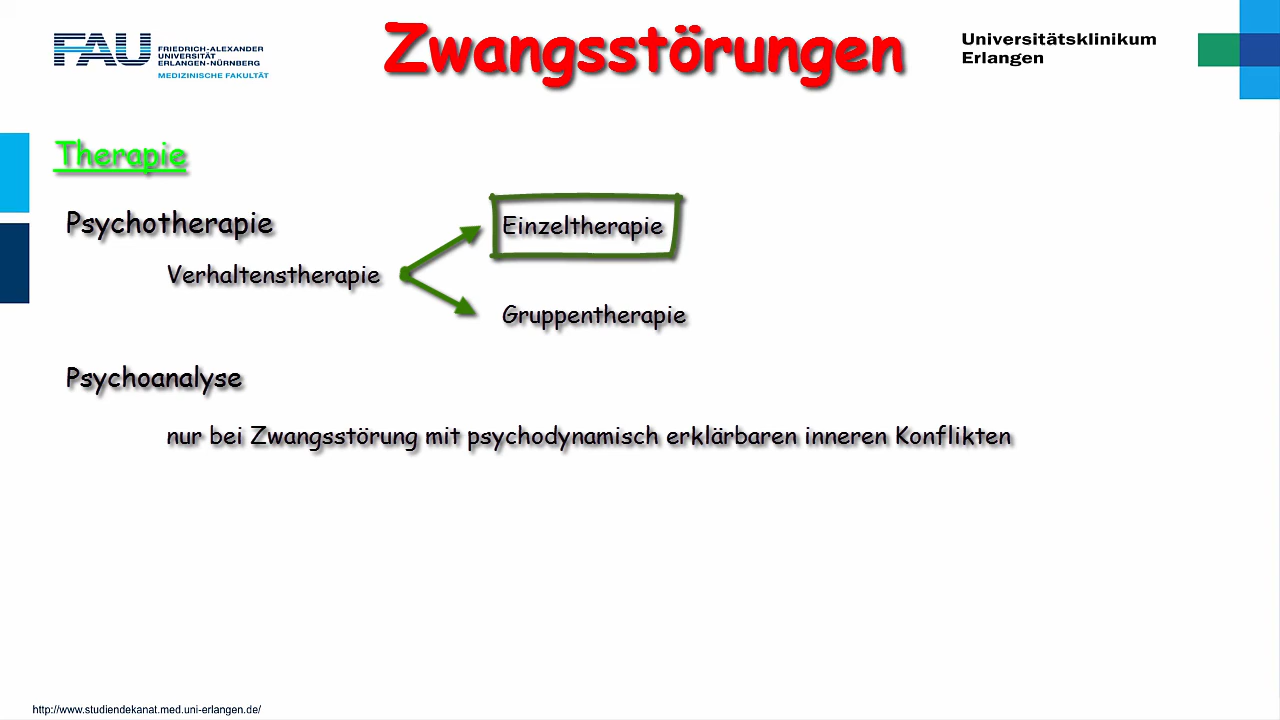 FAU FRIEDRICH-ALEXANDER
UNIVERSITÄT
ERLANGEN-NÜRNBERG
MEDIZINISCHE FAKULTÄT
Zwangsstörungen
Universitätsklinikum
Erlangen
Therapie
Psychotherapie
Einzeltherapie
Verhaltenstherapie
Gruppentherapie
Psychoanalyse
nur bei Zwangsstörung mit psychodynamisch erklärbaren inneren Konflikten
http://www.studiendekanat.med.uni-erlangen.de/